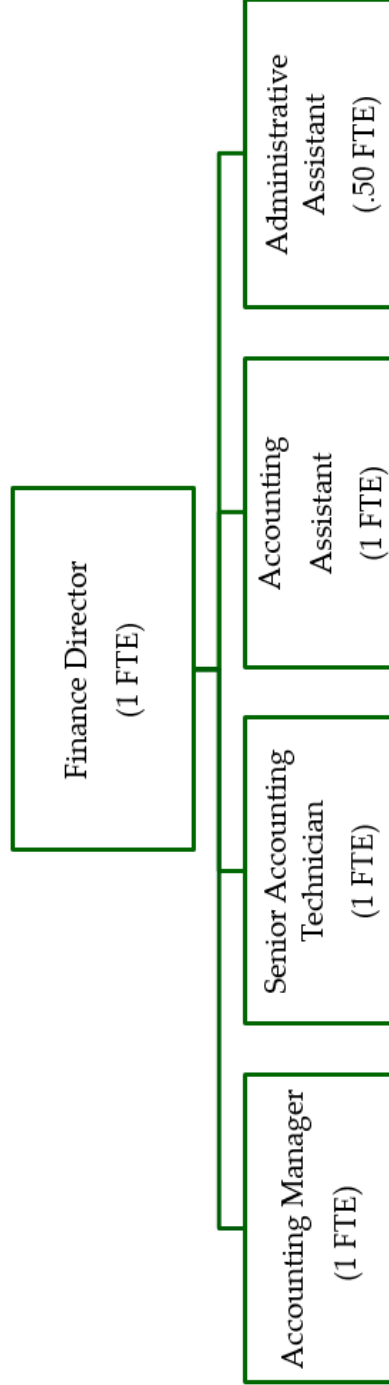 Finance Director
(1 FTE)
Accounting Manager
(1 FTE)
Senior Accounting
Technician
(1 FTE)
Accounting
Assistant
(1 FTE)
Administrative
Assistant
(.50 FTE)